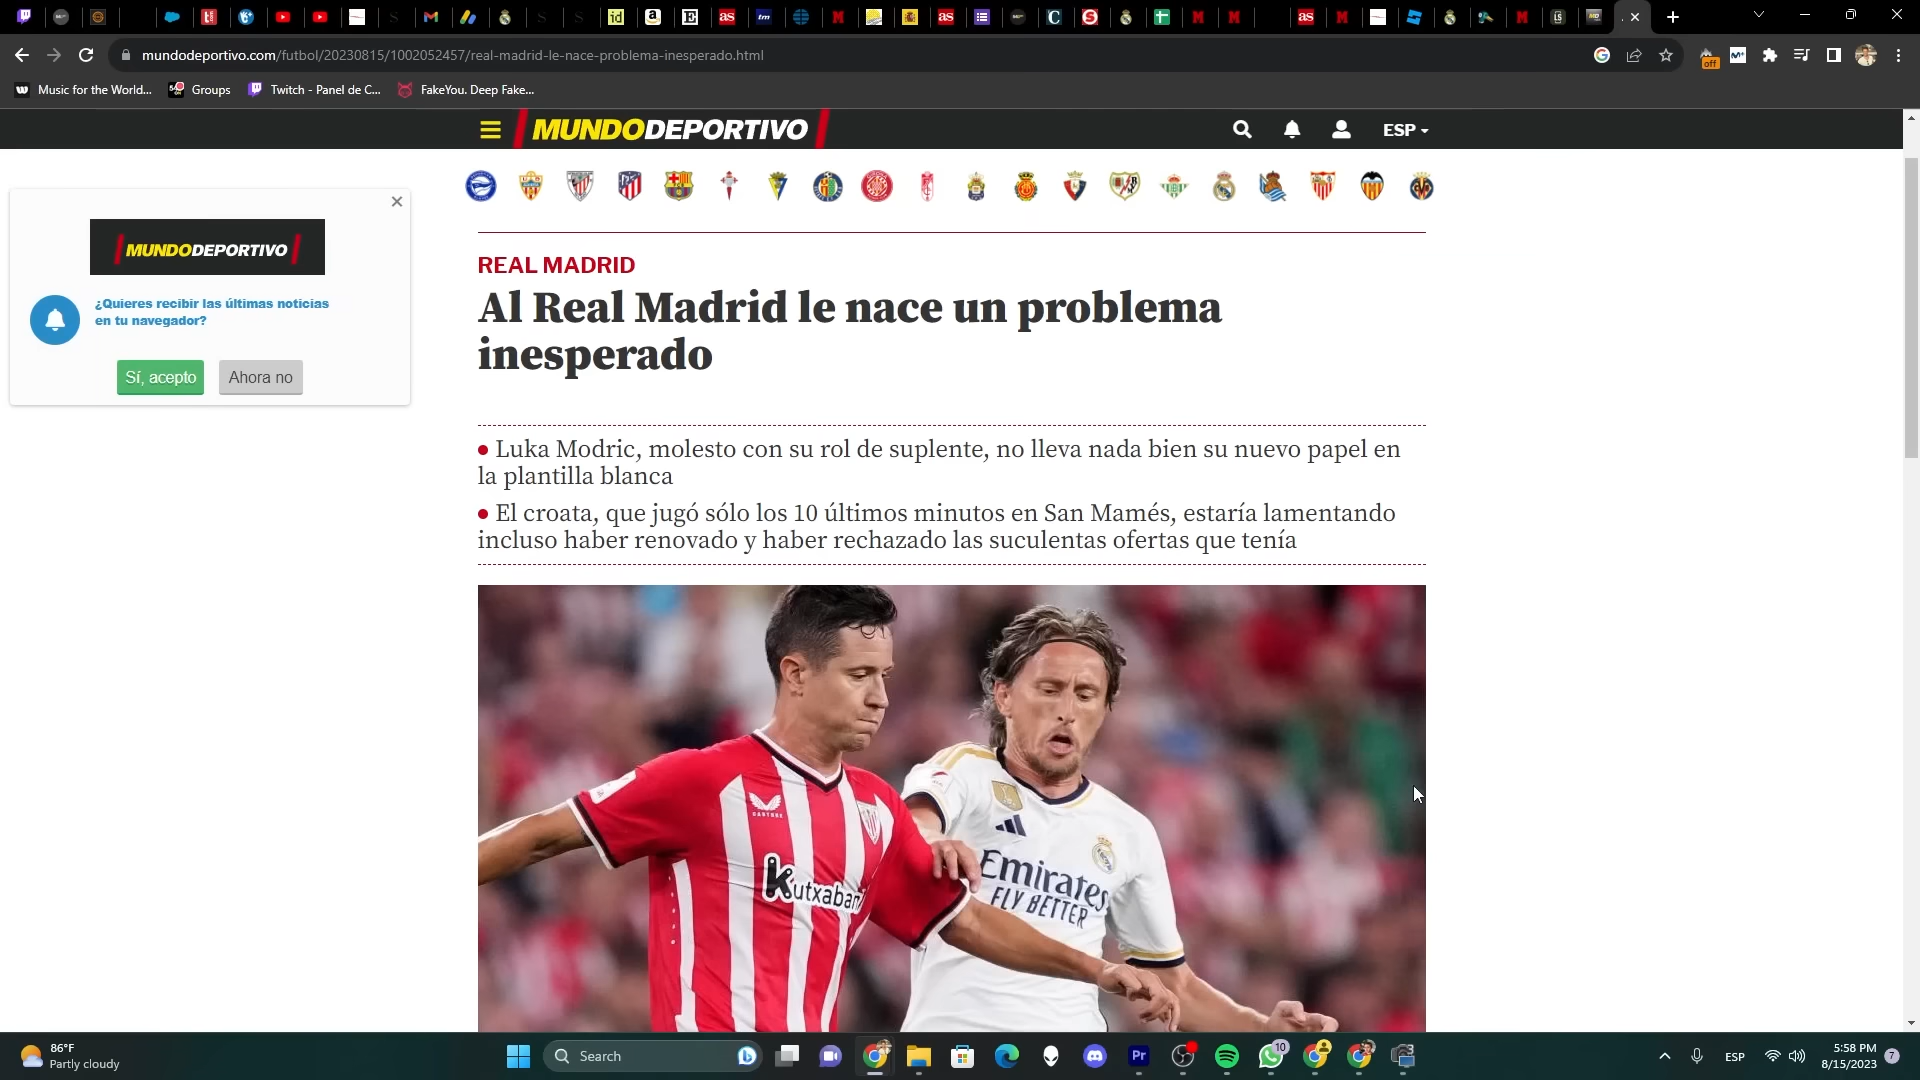 mundodeportivo.com/futbol/20230815/1002052457/real-madrid-le-nace-problema-inesperado.html
off
Music for the World...
Groups
Twitch - Panel de C...
FakeYou. Deep Fake...
MUNDODEPORTIVO
ESP
MUNDODEPORTIVO
¿Quieres recibir las últimas noticias
en tu navegador?
Sí, acepto
Ahora no
REAL MADRID
Al Real Madrid le nace un problema
inesperado
Luka Modric, molesto con su rol de suplente, no lleva nada bien su nuevo papel en
la plantilla blanca
El croata, que jugó sólo los 10 últimos minutos en San Mamés, estaría lamentando
incluso haber renovado y haber rechazado las suculentas ofertas que tenía
Kutxaban
Emirates
FLY BETTER
86°F
Partly cloudy
Search
Pr
10
ESP
5:58 PM
8/15/2023
7